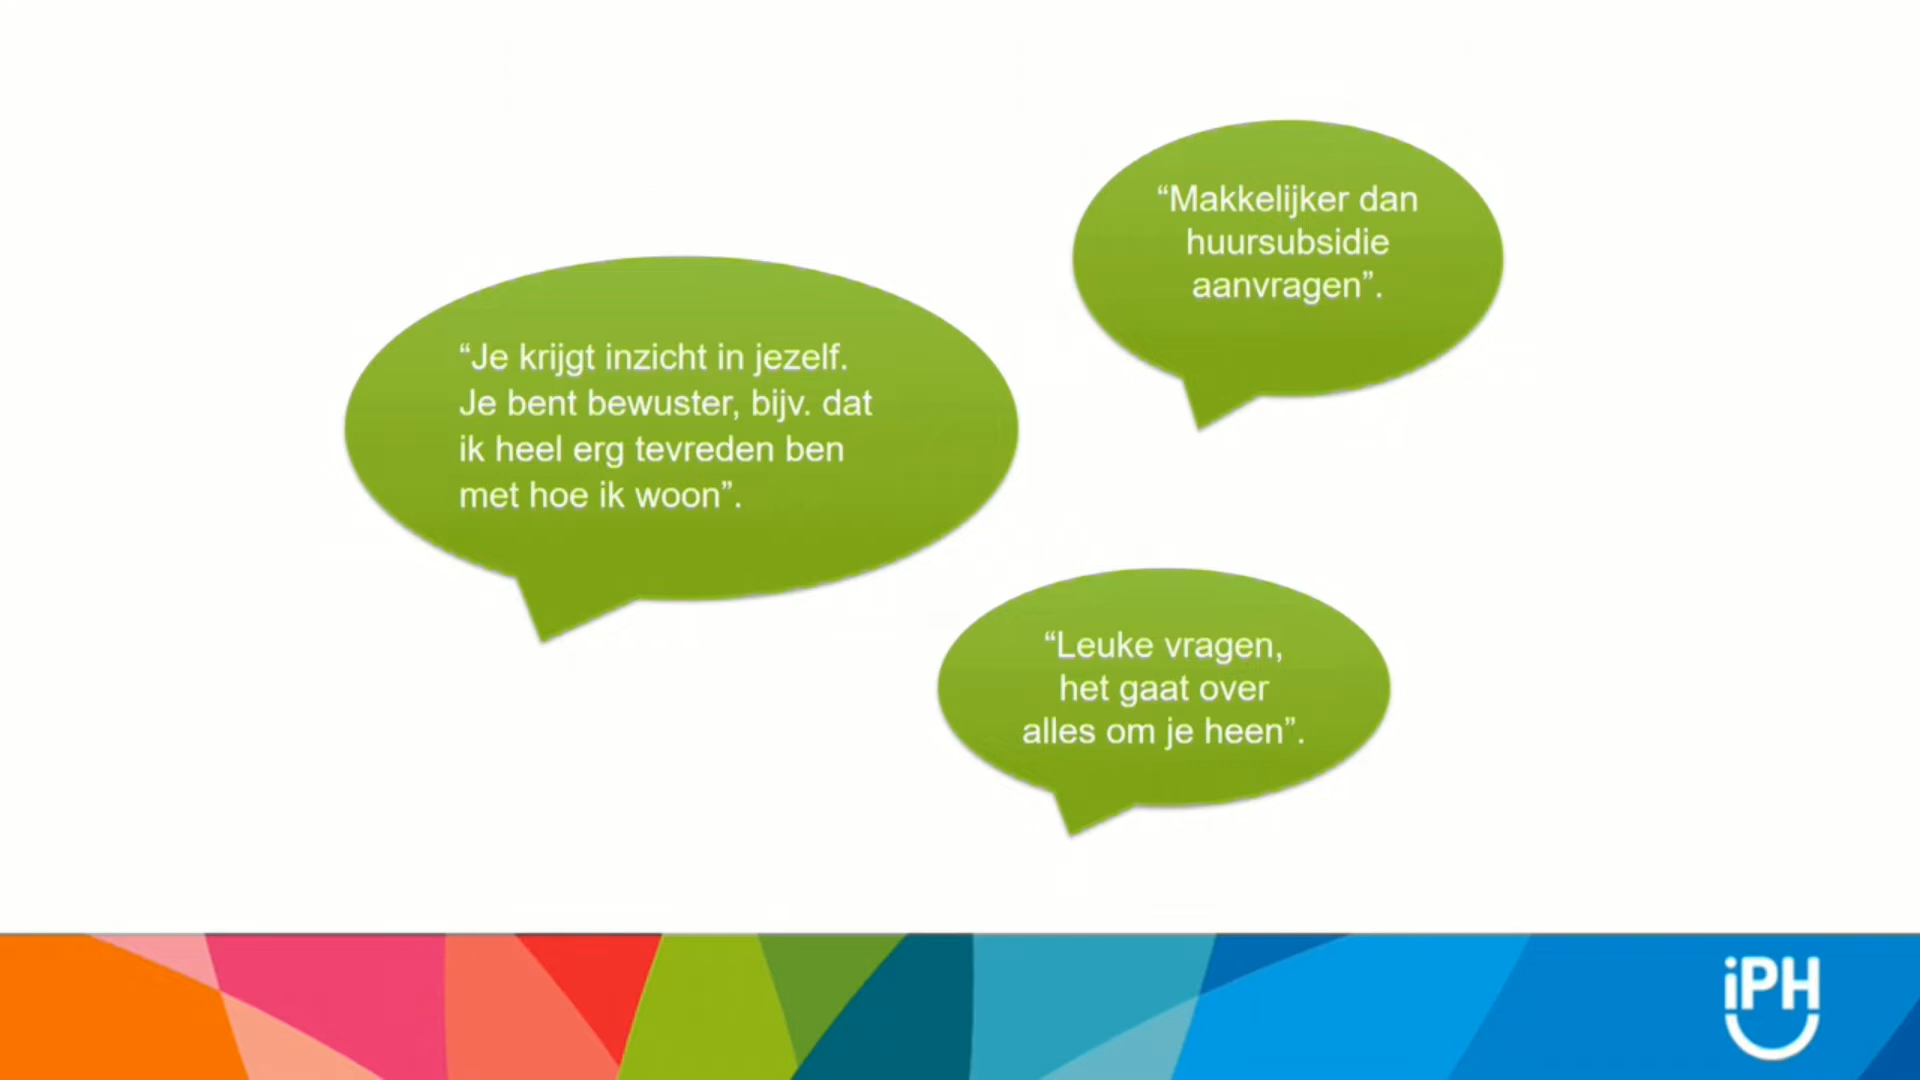 “Makkelijker dan
huursubsidie
aanvragen”.
“Je krijgt inzicht in jezelf.
Je bent bewuster, bijv. dat
ik heel erg tevreden ben
met hoe ik woon”.
“Leuke vragen,
het gaat over
alles om je heen”.
iPH